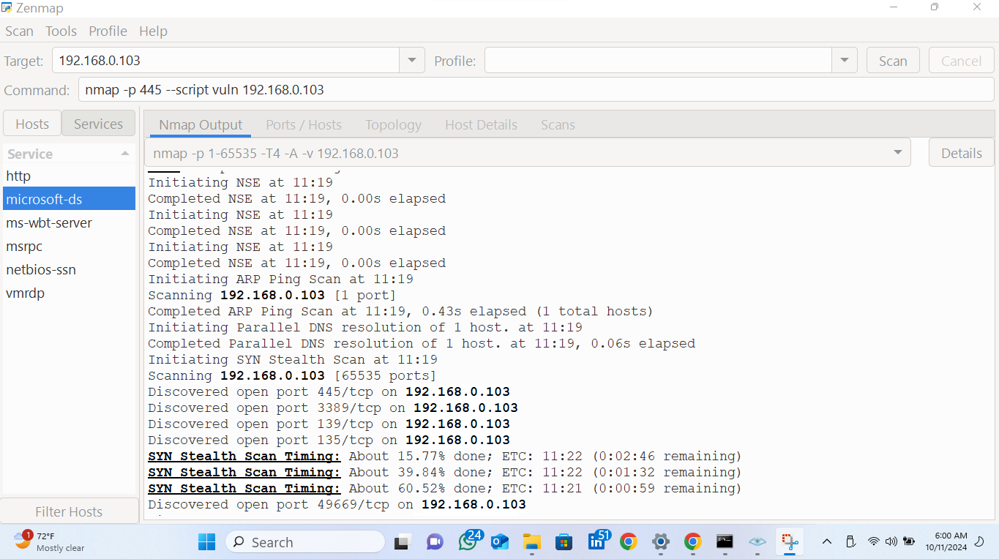 Zenmap
Scan Tools Profile Help
Target: 192.168.0.103 Profile: Scan Cancel
Command: nmap -p 445 --script vuln 192.168.0.103
Hosts Services
Nmap Output Ports / Hosts Topology Host Details Scans
nmap -p 1-65535 -T4 -A -v 192.168.0.103 Details
Service
http
microsoft-ds
ms-wbt-server
msrpc
netbios-ssn
vmrdp
Filter Hosts
Initiating NSE at 11:19
Completed NSE at 11:19, 0.00s elapsed
Initiating NSE at 11:19
Completed NSE at 11:19, 0.00s elapsed
Initiating NSE at 11:19
Completed NSE at 11:19, 0.00s elapsed
Initiating ARP Ping Scan at 11:19
Scanning 192.168.0.103 [1 port]
Completed ARP Ping Scan at 11:19, 0.43s elapsed (1 total hosts)
Initiating Parallel DNS resolution of 1 host. at 11:19
Completed Parallel DNS resolution of 1 host. at 11:19, 0.06s elapsed
Initiating SYN Stealth Scan at 11:19
Scanning 192.168.0.103 [65535 ports]
Discovered open port 445/tcp on 192.168.0.103
Discovered open port 3389/tcp on 192.168.0.103
Discovered open port 139/tcp on 192.168.0.103
Discovered open port 135/tcp on 192.168.0.103
SYN Stealth Scan Timing: About 15.77% done; ETC: 11:22 (0:02:46 remaining)
SYN Stealth Scan Timing: About 39.84% done; ETC: 11:22 (0:01:32 remaining)
SYN Stealth Scan Timing: About 60.52% done; ETC: 11:21 (0:00:59 remaining)
Discovered open port 49669/tcp on 192.168.0.103
1
72°F
Mostly clear
Search
24
in 51
6:00 AM
10/11/2024